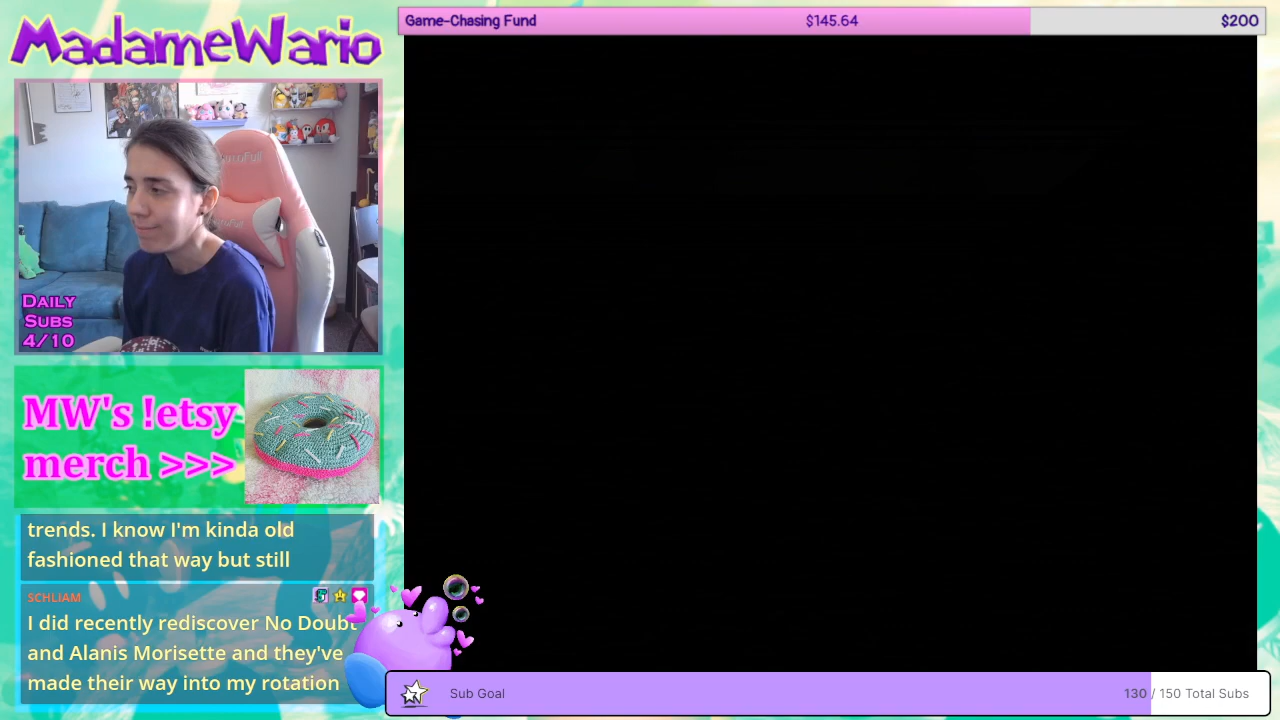 MadameWario
Game-Chasing Fund $145.64 $200
Daily
Subs
4/10
MW's !etsy
merch >>>
trends. I know I'm kinda old
fashioned that way but still
SCHLIAM
I did recently rediscover No Doubt
and Alanis Morisette and they've
made their way into my rotation
Sub Goal 130 / 150 Total Subs